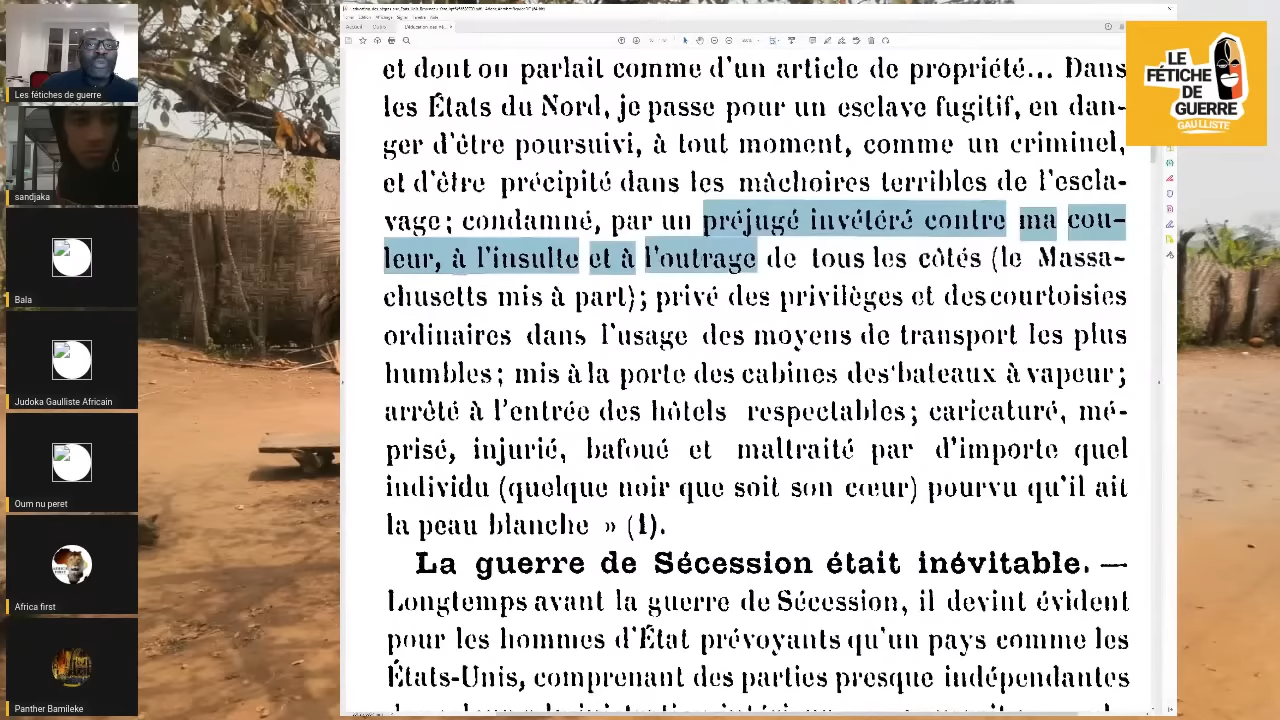 Les fétiches de guerre
sandjaka
Bala
Judoka Gaulliste Africain
Oum nu peret
Africa first
Panther Bamileke
Accueil Outils
et dont on parlait comme d'un article de propriété... Dans
les États du Nord, je passe pour un esclave fugitif, en dan-
ger d'être poursuivi, à tout moment, comme un criminel,
et d'être précipité dans les mâchoires terribles de l'escla-
vage; condamné, par un préjugé invétéré contre ma cou-
leur, à l'insulte et à l'outrage de tous les côtés (le Massa-
chusetts mis à part); privé des privilèges et des courtoisies
ordinaires dans l'usage des moyens de transport les plus
humbles; mis à la porte des cabines des bateaux à vapeur;
arrêté à l'entrée des hôtels respectables; caricaturé, mé-
prisé, injurié, bafoué et maltraité par d'importe quel
individu (quelque noir que soit son cœur) pourvu qu'il ait
la peau blanche » (1).
La guerre de Sécession était inévitable. —
Longtemps avant la guerre de Sécession, il devint évident
pour les hommes d'État prévoyants qu'un pays comme les
États-Unis, comprenant des parties presque indépendantes
LE
FÉTICHE
DE
GUERRE
GAULLISTE